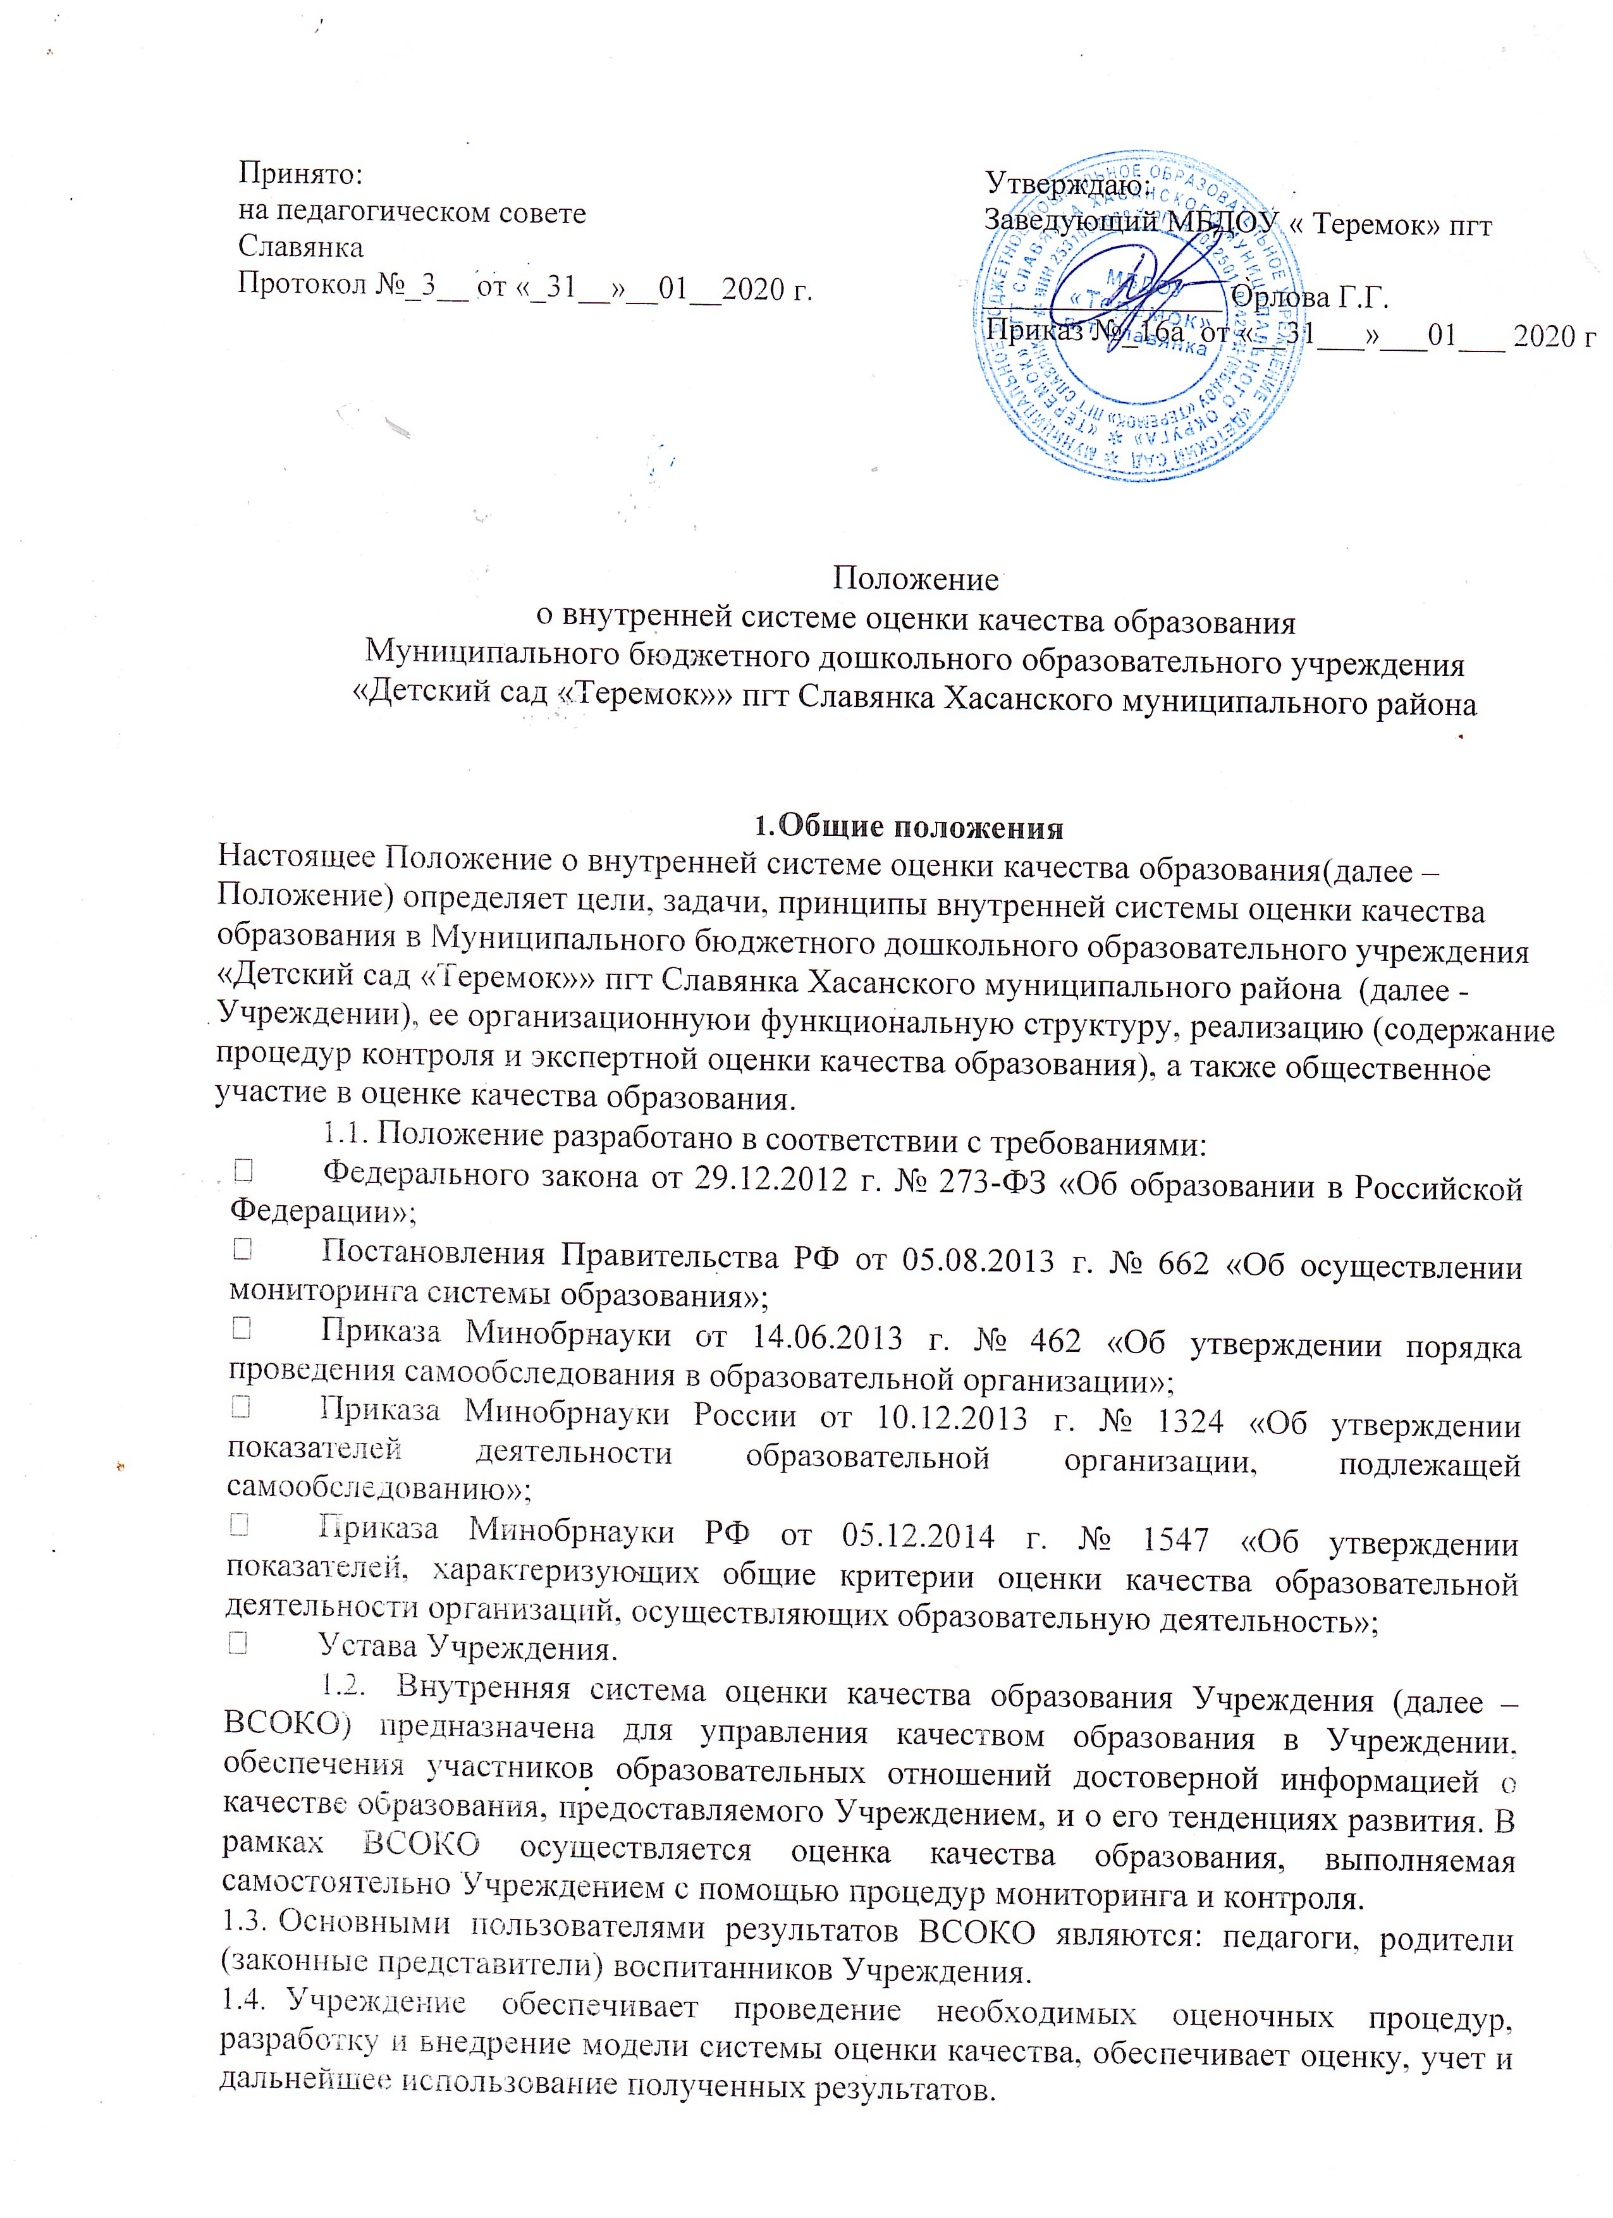 Принято:
на педагогическом совете
Славянка
Протокол №_3__ от «_31__»__01__2020 г.
Утверждаю:
Заведующий МБДОУ « Теремок» пгт
Орлова Г.Г.
Приказ №_16а от «__31___»___01___ 2020 г
МБДОУ
«Теремок»
пгт Славянка
Положение
о внутренней системе оценки качества образования
Муниципального бюджетного дошкольного образовательного учреждения
«Детский сад «Теремок»» пгт Славянка Хасанского муниципального района
1.Общие положения
Настоящее Положение о внутренней системе оценки качества образования(далее –
Положение) определяет цели, задачи, принципы внутренней системы оценки качества
образования в Муниципального бюджетного дошкольного образовательного учреждения
«Детский сад «Теремок»» пгт Славянка Хасанского муниципального района (далее -
Учреждении), ее организационнуюи функциональную структуру, реализацию (содержание
процедур контроля и экспертной оценки качества образования), а также общественное
участие в оценке качества образования.
1.1. Положение разработано в соответствии с требованиями:
Федерального закона от 29.12.2012 г. № 273-ФЗ «Об образовании в Российской
Федерации»;
Постановления Правительства РФ от 05.08.2013 г. № 662 «Об осуществлении
мониторинга системы образования»;
Приказа Минобрнауки от 14.06.2013 г. № 462 «Об утверждении порядка
проведения самообследования в образовательной организации»;
Приказа Минобрнауки России от 10.12.2013 г. № 1324 «Об утверждении
показателей деятельности образовательной организации, подлежащей
самообследованию»;
Приказа Минобрнауки РФ от 05.12.2014 г. № 1547 «Об утверждении
показателей, характеризующих общие критерии оценки качества образовательной
деятельности организаций, осуществляющих образовательную деятельность»;
Устава Учреждения.
1.2. Внутренняя система оценки качества образования Учреждения (далее –
ВСОКО) предназначена для управления качеством образования в Учреждении,
обеспечения участников образовательных отношений достоверной информацией о
качестве образования, предоставляемого Учреждением, и о его тенденциях развития. В
рамках ВСОКО осуществляется оценка качества образования, выполняемая
самостоятельно Учреждением с помощью процедур мониторинга и контроля.
1.3. Основными пользователями результатов ВСОКО являются: педагоги, родители
(законные представители) воспитанников Учреждения.
1.4. Учреждение обеспечивает проведение необходимых оценочных процедур,
разработку и внедрение модели системы оценки качества, обеспечивает оценку, учет и
дальнейшее использование полученных результатов.